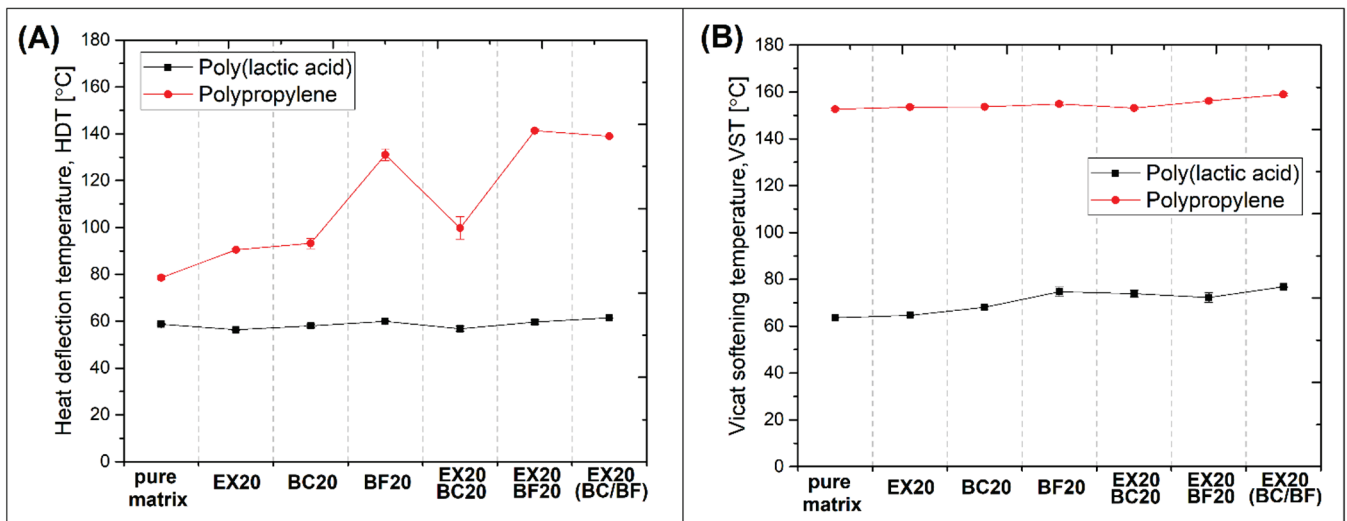 (A)
Heat deflection temperature, HDT [°C]
180
160
140
120
100
80
60
40
20
0
Poly(lactic acid)
Polypropylene
pure
matrix
EX20
BC20
BF20
EX20
BC20
EX20
BF20
EX20
(BC/BF)
(B)
Vicat softening temperature,VST [°C]
180
160
140
120
100
80
60
40
20
0
Poly(lactic acid)
Polypropylene
pure
matrix
EX20
BC20
BF20
EX20
BC20
EX20
BF20
EX20
(BC/BF)